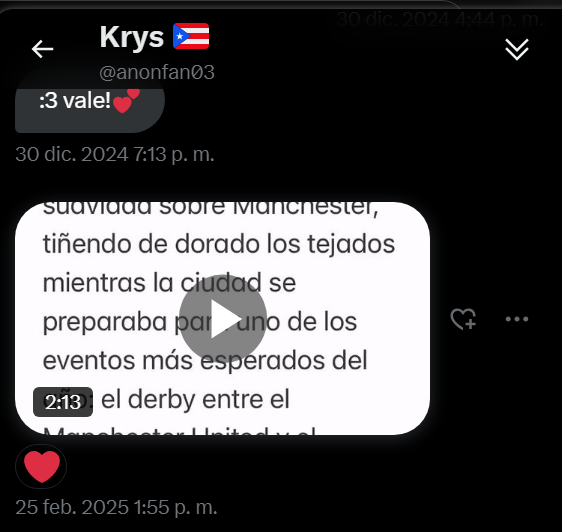 30 dic. 2024 4:44 p. m.
Krys 🇵🇷
@anonfan03
:3 vale!💕
30 dic. 2024 7:13 p. m.
suavidad sobre Manchester,
tiñendo de dorado los tejados
mientras la ciudad se
preparaba para uno de los
eventos más esperados del
el derby entre el
Manchester United y el
2:13
25 feb. 2025 1:55 p. m.